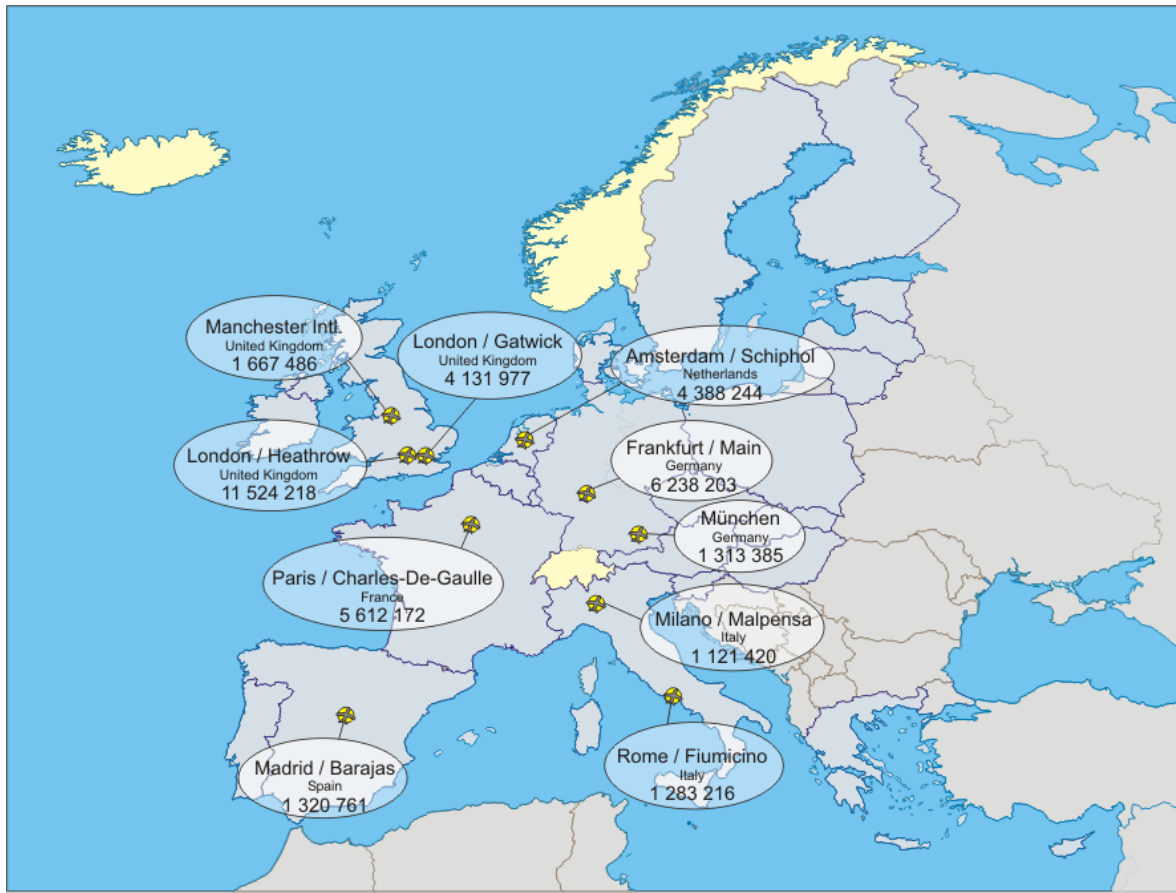 Manchester Intl.
United Kingdom
1 667 486
London / Gatwick
United Kingdom
4 131 977
Amsterdam / Schiphol
Netherlands
4 388 244
London / Heathrow
United Kingdom
11 524 218
Frankfurt / Main
Germany
6 238 203
München
Germany
1 313 385
Paris / Charles-De-Gaulle
France
5 612 172
Milano / Malpensa
Italy
1 121 420
Madrid / Barajas
Spain
1 320 761
Rome / Fiumicino
Italy
1 283 216